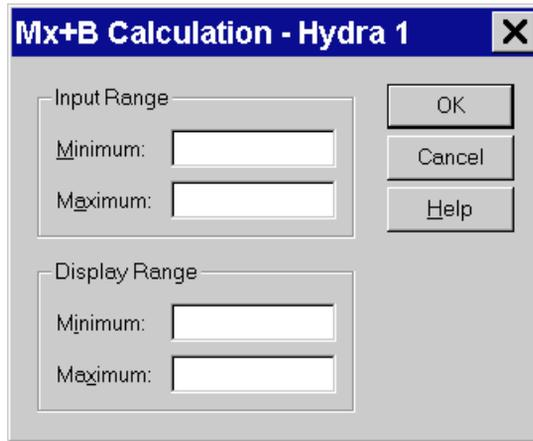 Mx+B Calculation - Hydra 1
Input Range
Minimum:
Maximum:
OK
Cancel
Help
Display Range
Minimum:
Maximum: